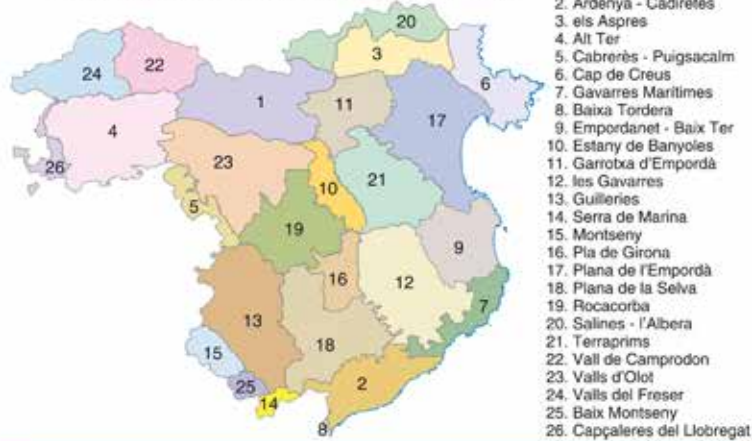 2. Ardenya - Cadiretes
3. els Aspres
4. Alt Ter
5. Cabrerès - Puigsacalm
6. Cap de Creus
7. Gavarres Marítimes
8. Baixa Tordera
9. Empordanet - Baix Ter
10. Estany de Banyoles
11. Garrotxa d'Empordà
12. les Gavarres
13. Guilleries
14. Serra de Marina
15. Montseny
16. Pla de Girona
17. Plana de l'Empordà
18. Plana de la Selva
19. Rocacorba
20. Salines - l'Albera
21. Terraprims
22. Vall de Camprodon
23. Valls d'Olot
24. Valls del Freser
25. Baix Montseny
26. Capçaleres del Llobregat
20
22
3
24
6
1
11
17
4
23
26
10
21
5
19
9
16
12
7
13
18
15
2
25
14
8